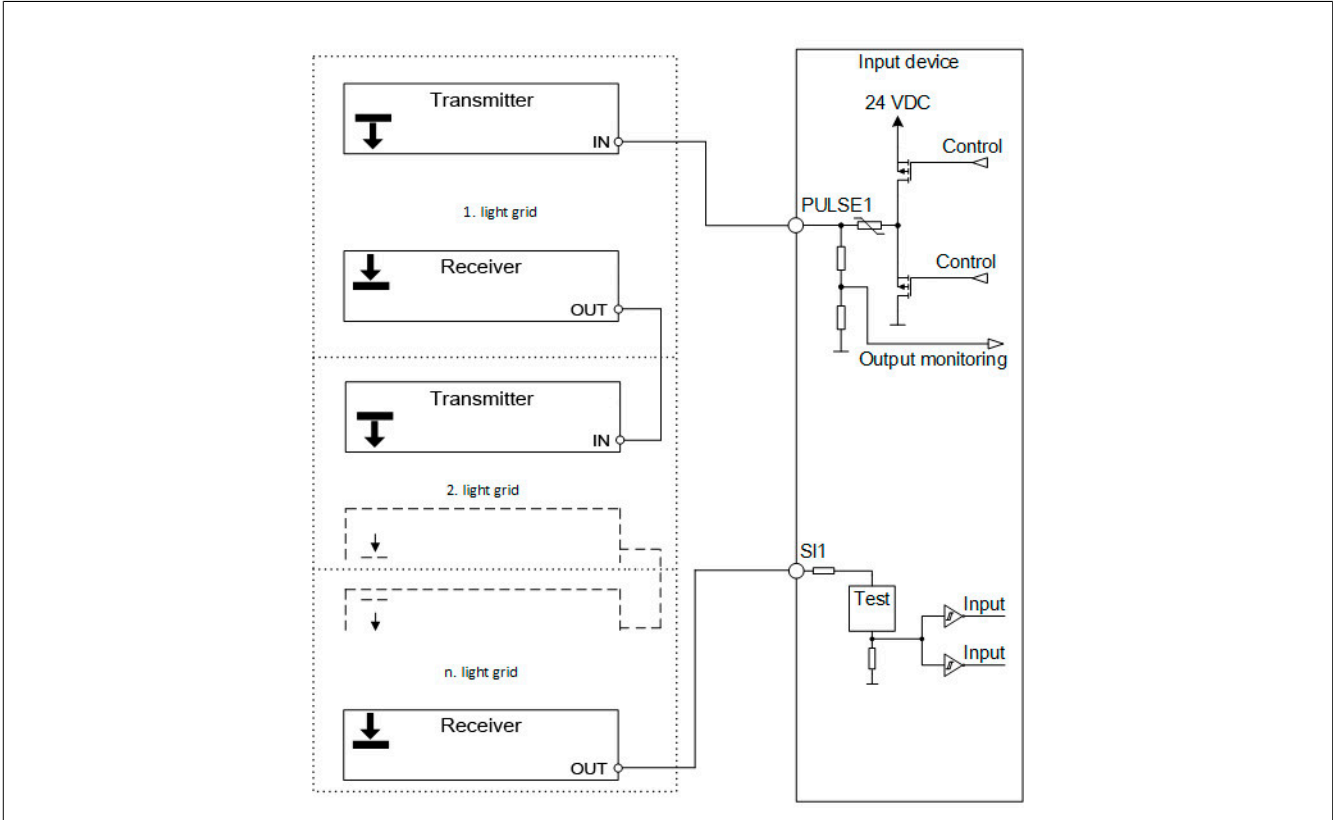 Transmitter
IN
1. light grid
Receiver
OUT
Transmitter
IN
2. light grid
n. light grid
Receiver
OUT
Input device
24 VDC
Control
PULSE1
Control
Output monitoring
SI1
Test
Input
Input